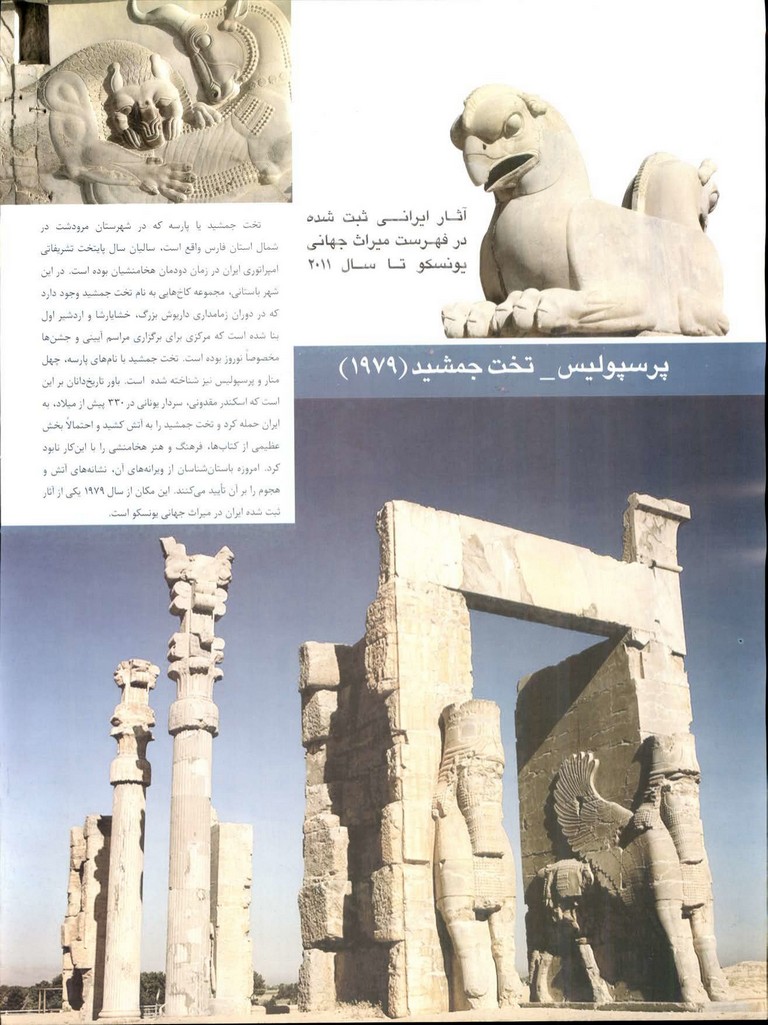 آثـار ایرانـــی ثبت شده
در فهـرست میراث جهانی
یونسکو تــا ســال ۲۰۱۱
پرسپولیس_ تخت جمشید (۱۹۷۹)
تخت جمشید یا پارسه که در شهرستان مرودشت در
شمال استان فارس واقع است، سالیان سال پایتخت تشریفاتی
امپراتوری ایران در زمان دودمان هخامنشیان بوده است. در این
شهر باستانی، مجموعه کاخ‌هایی به نام تخت جمشید وجود دارد
که در دوران زمامداری داریوش بزرگ، خشایارشا و اردشیر اول
بنا شده است که مرکزی برای برگزاری مراسم آیینی و جشن‌ها
مخصوصاً نوروز بوده است. تخت جمشید با نام‌های پارسه، چهل
منار و پرسپولیس نیز شناخته شده است. باور تاریخ‌دانان بر این
است که اسکندر مقدونی، سردار یونانی در ۳۳۰ پیش از میلاد، به
ایران حمله کرد و تخت جمشید را به آتش کشید و احتمالاً بخش
عظیمی از کتاب‌ها، فرهنگ و هنر هخامنشی را با این‌کار نابود
کرد. امروزه باستان‌شناسان از ویرانه‌های آن، نشانه‌های آتش و
هجوم را بر آن تأیید می‌کنند. این مکان از سال ۱۹۷۹ یکی از آثار
ثبت شده ایران در میراث جهانی یونسکو است.